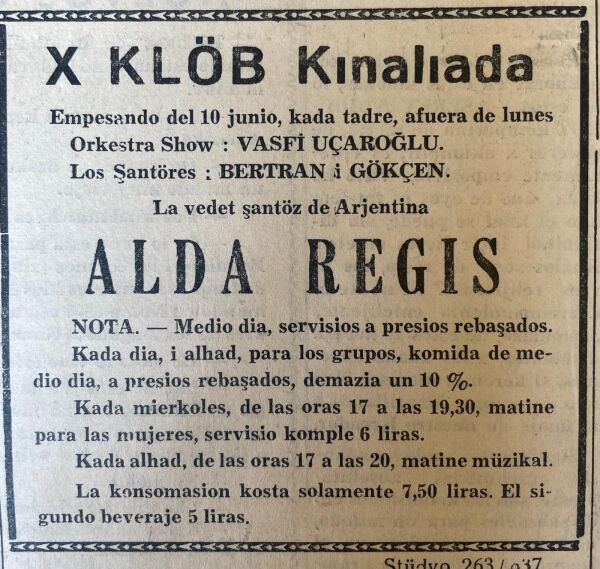 X KLÖB Kınalıada
Empesando del 10 junio, kada tadre, afuera de lunes
Orkestra Show : VASFİ UÇAROĞLU.
Los Şantöres : BERTRAN i GÖKÇEN.
La vedet şantöz de Arjentina
ALDA REGIS
NOTA. — Medio dia, servisios a presios rebaşados.
Kada dia, i alhad, para los grupos, komida de me-
dio dia, a presios rebaşados, demazia un 10 %.
Kada mierkoles, de las oras 17 a las 19,30, matine
para las mujeres, servisio komple 6 liras.
Kada alhad, de las oras 17 a las 20, matine müzikal.
La konsomasion kosta solamente 7,50 liras. El si-
gundo beveraje 5 liras.
Stüdyo 263/937